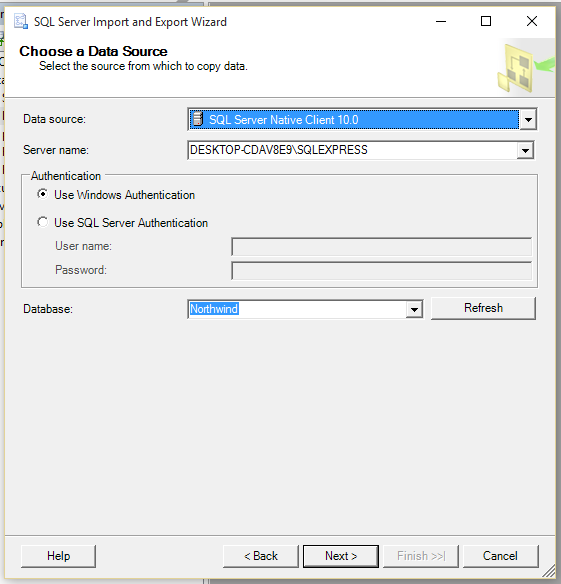 SQL Server Import and Export Wizard
Choose a Data Source
Select the source from which to copy data.
Data source:
SQL Server Native Client 10.0
Server name:
DESKTOP-CDAV8E9\SQLEXPRESS
Authentication
Use Windows Authentication
Use SQL Server Authentication
User name:
Password:
Database:
Northwind
Refresh
Help
< Back
Next >
Finish >>|
Cancel